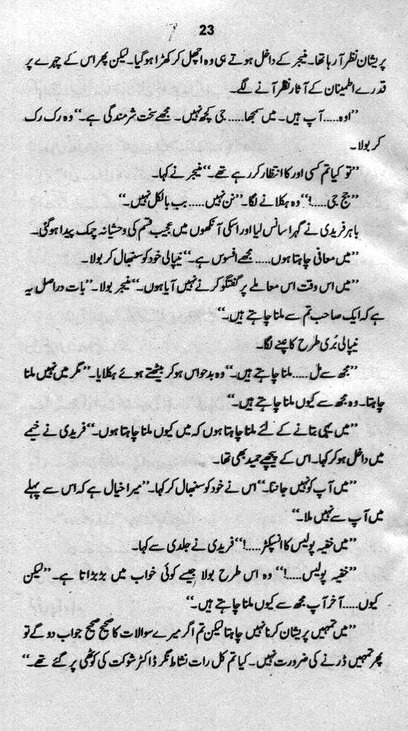 23
پریشان نظر آ رہا تھا۔ منیجر کے داخل ہوتے ہی وہ اچھل کر کھڑا ہو گیا۔ لیکن پھر اس کے چہرے پر
قدرے اطمینان کے آثار نظر آنے لگے۔
’’اوہ.....آپ ہیں۔ میں سمجھا.....جی کچھ نہیں۔ مجھے سخت شرمندگی ہے۔‘‘ وہ رک رک
کر بولا۔
’’تو کیا تم کسی اور کا انتظار کر رہے تھے۔‘‘ منیجر نے کہا۔
’’جج جی.....!‘‘ وہ ہکلانے لگا۔ ’’نن نہیں.....بب بالکل نہیں۔‘‘
باہر فریدی نے گہرا سانس لیا اور اسکی آنکھوں میں عجیب قسم کی وحشیانہ چمک پیدا ہو گئی۔
’’میں معافی چاہتا ہوں.....مجھے افسوس ہے۔‘‘ نیپالی خود کو سنبھال کر بولا۔
’’میں اس وقت اس معاملے پر گفتگو کرنے نہیں آیا ہوں۔‘‘ منیجر بولا۔ ’’بات دراصل یہ
ہے کہ ایک صاحب تم سے ملنا چاہتے ہیں۔‘‘
نیپالی بُری طرح کانپنے لگا۔
’’مجھ سے مل.....ملنا چاہتے ہیں۔‘‘ وہ بدحواس ہو کر بیٹھتے ہوئے ہکلایا۔ ’’مگر میں نہیں ملنا
چاہتا۔ وہ مجھ سے کیوں ملنا چاہتے ہیں۔‘‘
’’میں یہی بتانے کے لئے ملنا چاہتا ہوں کہ میں کیوں ملنا چاہتا ہوں۔‘‘ فریدی نے خیمے
میں داخل ہو کر کہا۔ اس کے پیچھے حمید بھی تھا۔
’’میں آپ کو نہیں جانتا۔‘‘ اس نے خود کو سنبھال کر کہا۔ ’’میرا خیال ہے کہ اس سے پہلے
میں آپ سے نہیں ملا۔‘‘
’’میں خفیہ پولیس کا انسپکٹر.....!‘‘ فریدی نے جلدی سے کہا۔
’’خفیہ پولیس.....!‘‘ وہ اس طرح بولا جیسے کوئی خواب میں بڑبڑاتا ہے۔ ’’لیکن
کیوں.....آخر آپ مجھ سے کیوں ملنا چاہتے ہیں۔‘‘
’’میں تمہیں پریشان کرنا نہیں چاہتا لیکن تم اگر میرے سوالات کا صحیح صحیح جواب دو گے تو
پھر تمہیں ڈرنے کی ضرورت نہیں۔ کیا تم کل رات نشاط نگر ڈاکٹر شوکت کی کوٹھی پر گئے تھے۔‘‘